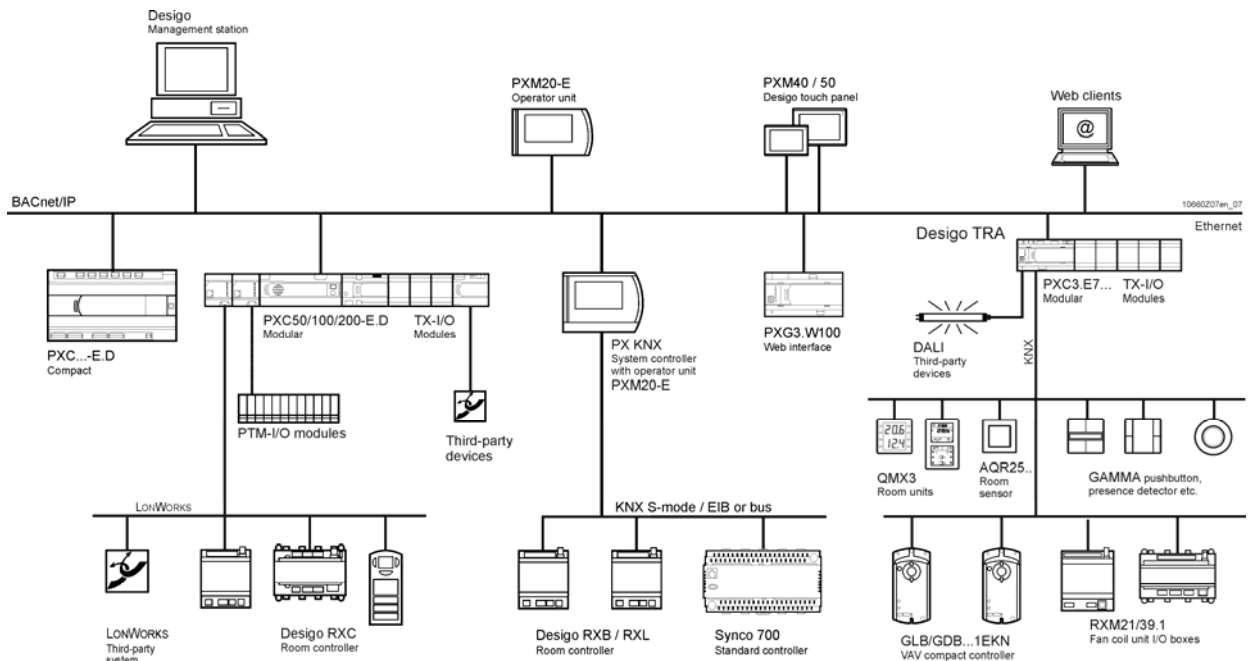 Desigo
Management station
PXM20-E
Operator unit
PXM40 / 50
Desigo touch panel
Web clients
@
BACnet/IP
10660Z07en_07
Ethernet
Desigo TRA
PXC...-E.D
Compact
PXC50/100/200-E.D
Modular
TX-I/O
Modules
PX KNX
System controller
with operator unit
PXM20-E
PXG3.W100
Web interface
PXC3.E7...
Modular
TX-I/O
Modules
DALI
Third-party
devices
KNX
PTM-I/O modules
Third-party
devices
20.6
12.4
QMX3
Room units
AQR25..
Room
sensor
GAMMA pushbutton,
presence detector etc.
LONWORKS
KNX S-mode / EIB or bus
LONWORKS
Third-party
system
Desigo RXC
Room controller
Desigo RXB / RXL
Room controller
Synco 700
Standard controller
GLB/GDB...1EKN
VAV compact controller
RXM21/39.1
Fan coil unit I/O boxes